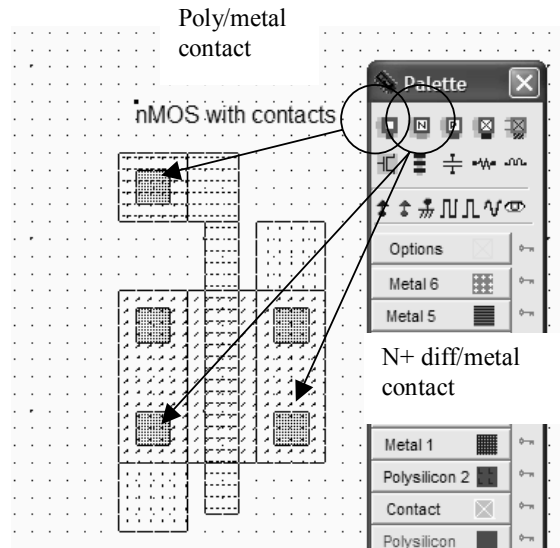 Poly/metal
contact
Palette
nMOS with contacts
N
P
Options
Metal 6
Metal 5
N+ diff/metal
contact
Metal 1
Polysilicon 2
Contact
Polysilicon